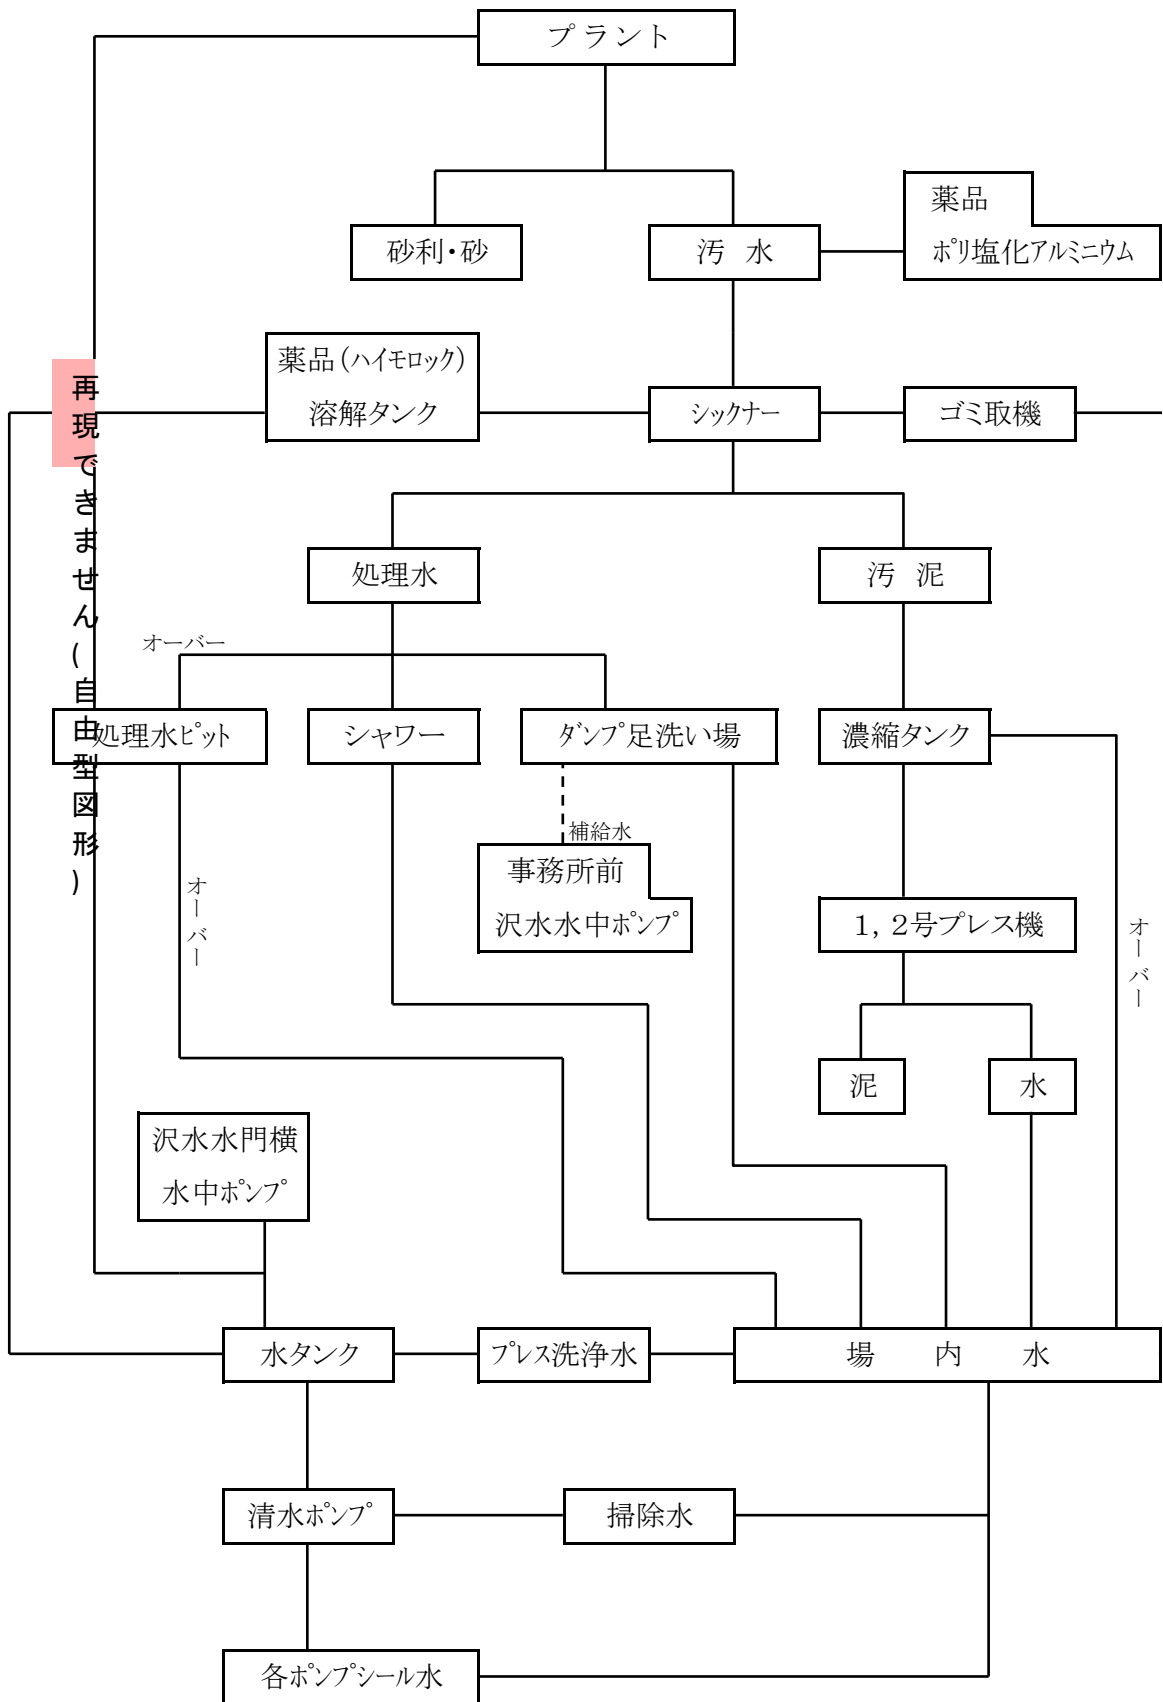 プラント
薬品
砂利・砂
汚 水
ポリ塩化アルミニウム
薬品(ハイモロック)
溶解タンク
シックナー
ゴミ取機
再現できません(自由型図形)
処理水
汚 泥
オーバー
処理水ピット
シャワー
ダンプ足洗い場
濃縮タンク
補給水
事務所前
沢水水中ポンプ
オーバー
1,2号プレス機
オーバー
泥
水
沢水水門横
水中ポンプ
水タンク
プレス洗浄水
場 内 水
清水ポンプ
掃除水
各ポンプシール水